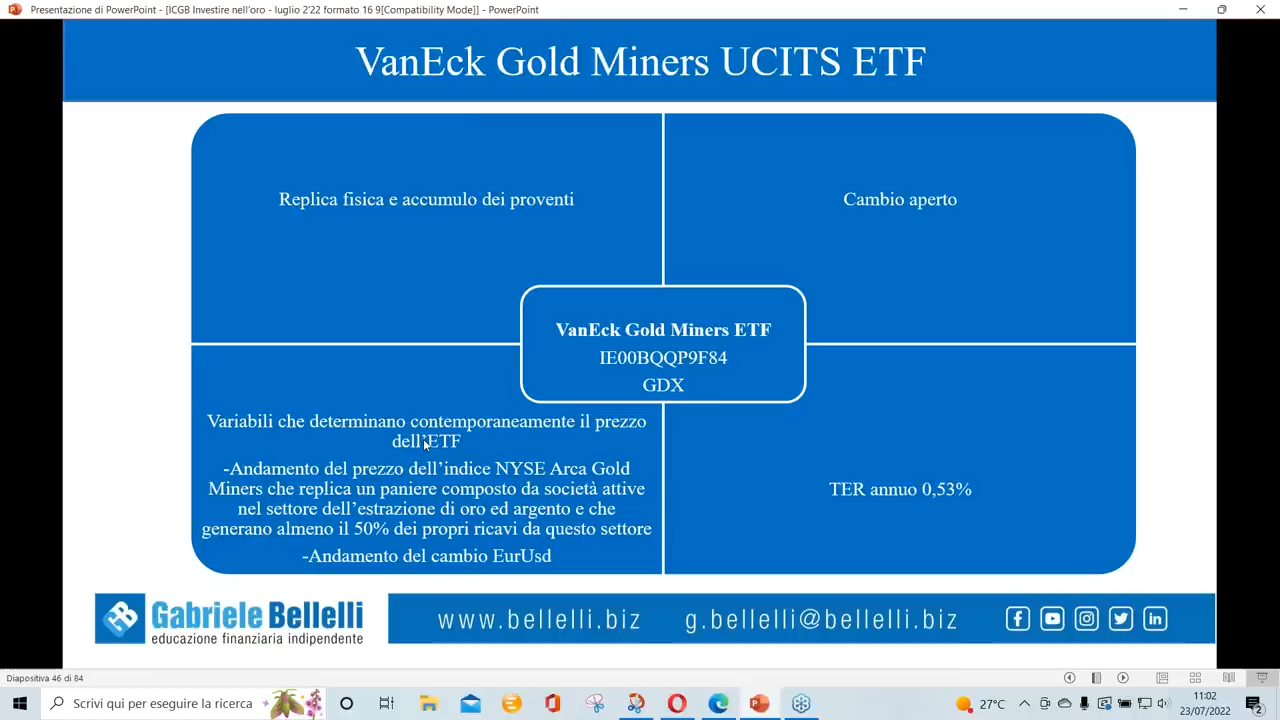 Presentazione di PowerPoint - [ICGB Investire nell'oro - luglio 2'22 formato 16 9[Compatibility Mode]] - PowerPoint
VanEck Gold Miners UCITS ETF
Replica fisica e accumulo dei proventi
Cambio aperto
VanEck Gold Miners ETF
IE00BQQP9F84
GDX
Variabili che determinano contemporaneamente il prezzo
dell'ETF
-Andamento del prezzo dell'indice NYSE Arca Gold
Miners che replica un paniere composto da società attive
nel settore dell'estrazione di oro ed argento e che
generano almeno il 50% dei propri ricavi da questo settore
-Andamento del cambio EurUsd
TER annuo 0,53%
Gabriele Bellelli
educazione finanziaria indipendente
www.bellelli.biz g.bellelli@bellelli.biz
Diapositiva 46 di 84
Scrivi qui per eseguire la ricerca
27°C
11:02
23/07/2022
2